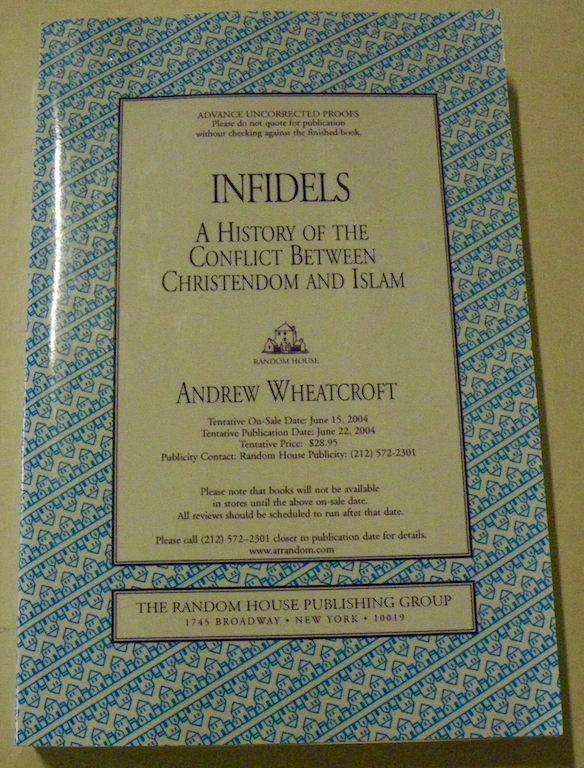 ADVANCE UNCORRECTED PROOFS
Please do not quote for publication
without checking against the finished book.
INFIDELS
A HISTORY OF THE
CONFLICT BETWEEN
CHRISTENDOM AND ISLAM
RANDOM HOUSE
ANDREW WHEATCROFT
Tentative On-Sale Date: June 15, 2004
Tentative Publication Date: June 22, 2004
Tentative Price: $28.95
Publicity Contact: Random House Publicity: (212) 572-2301
Please note that books will not be available
in stores until the above on-sale date.
All reviews should be scheduled to run after that date.
Please call (212) 572–2301 closer to publication date for details.
www.atrandom.com
THE RANDOM HOUSE PUBLISHING GROUP
1745 BROADWAY • NEW YORK • 10019